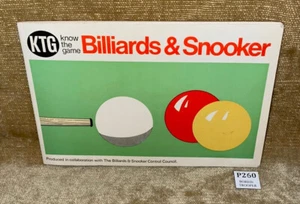 KTG know the game Billiards & Snooker
Produced in collaboration with The Billiards & Snooker Control Council.
P260